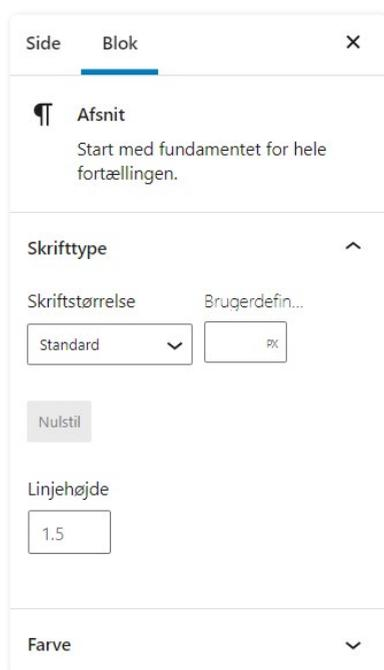 Side Blok
Afsnit
Start med fundamentet for hele
fortællingen.
Skrifttype
Skriftstørrelse Brugerdefin...
Standard PX
Nulstil
Linjehøjde
1.5
Farve